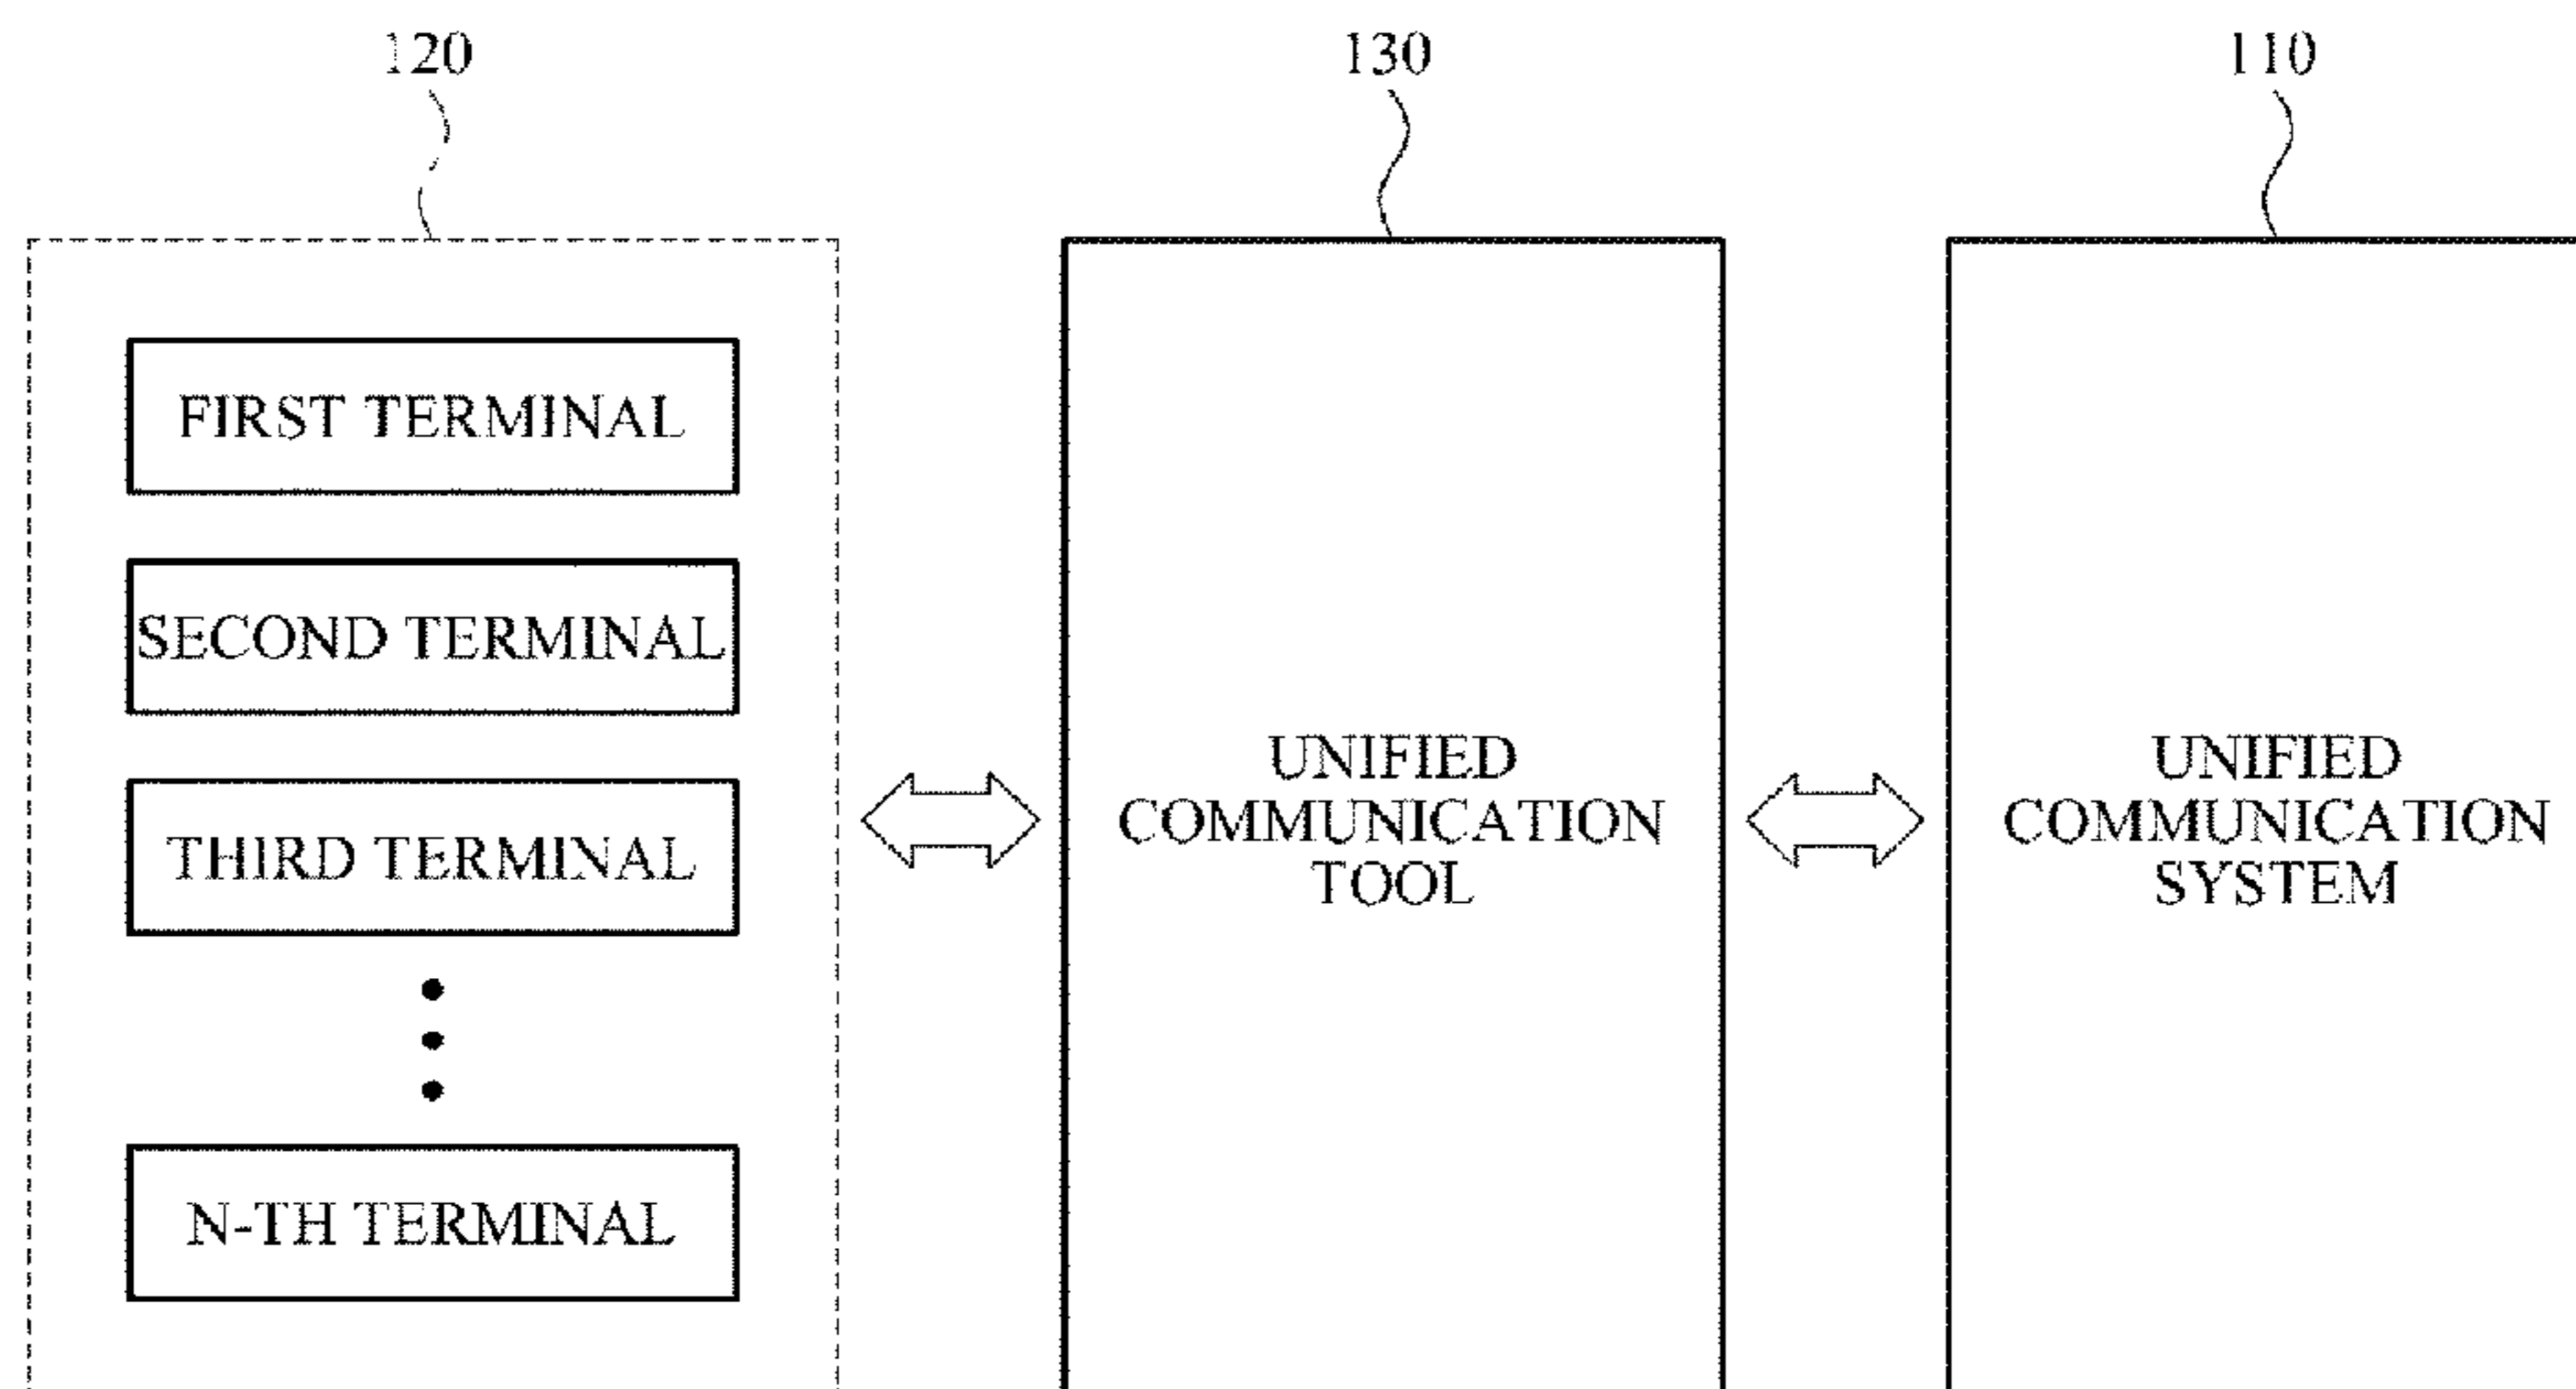 120
130
110
FIRST TERMINAL
SECOND TERMINAL
THIRD TERMINAL
N-TH TERMINAL
UNIFIED
COMMUNICATION
TOOL
UNIFIED
COMMUNICATION
SYSTEM